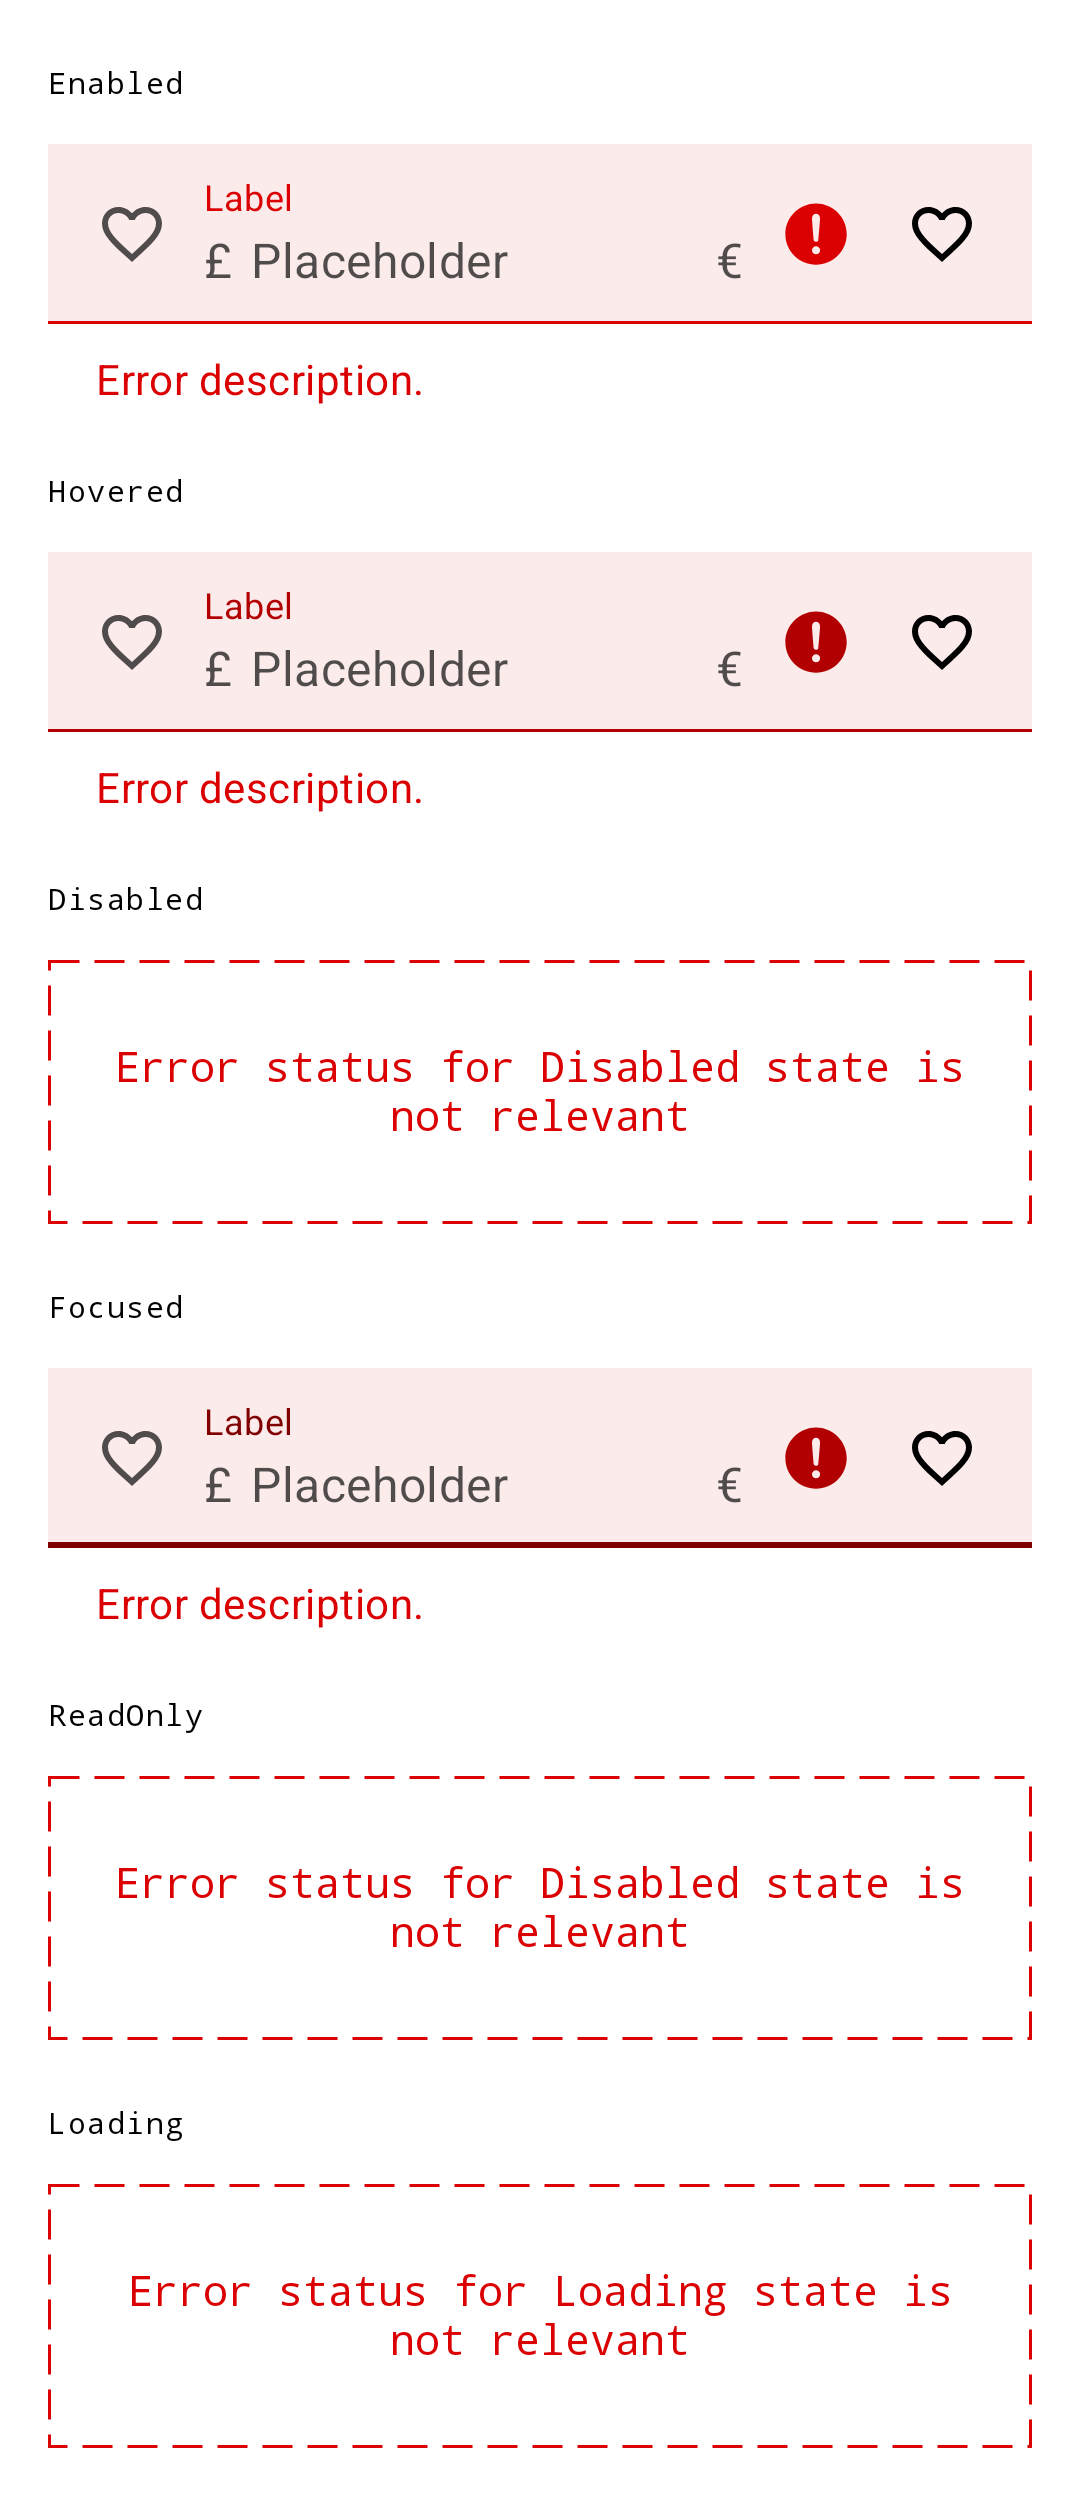 Enabled
Label
£ Placeholder €
Error description.
Hovered
Label
£ Placeholder €
Error description.
Disabled
Error status for Disabled state is
not relevant
Focused
Label
£ Placeholder €
Error description.
ReadOnly
Error status for Disabled state is
not relevant
Loading
Error status for Loading state is
not relevant